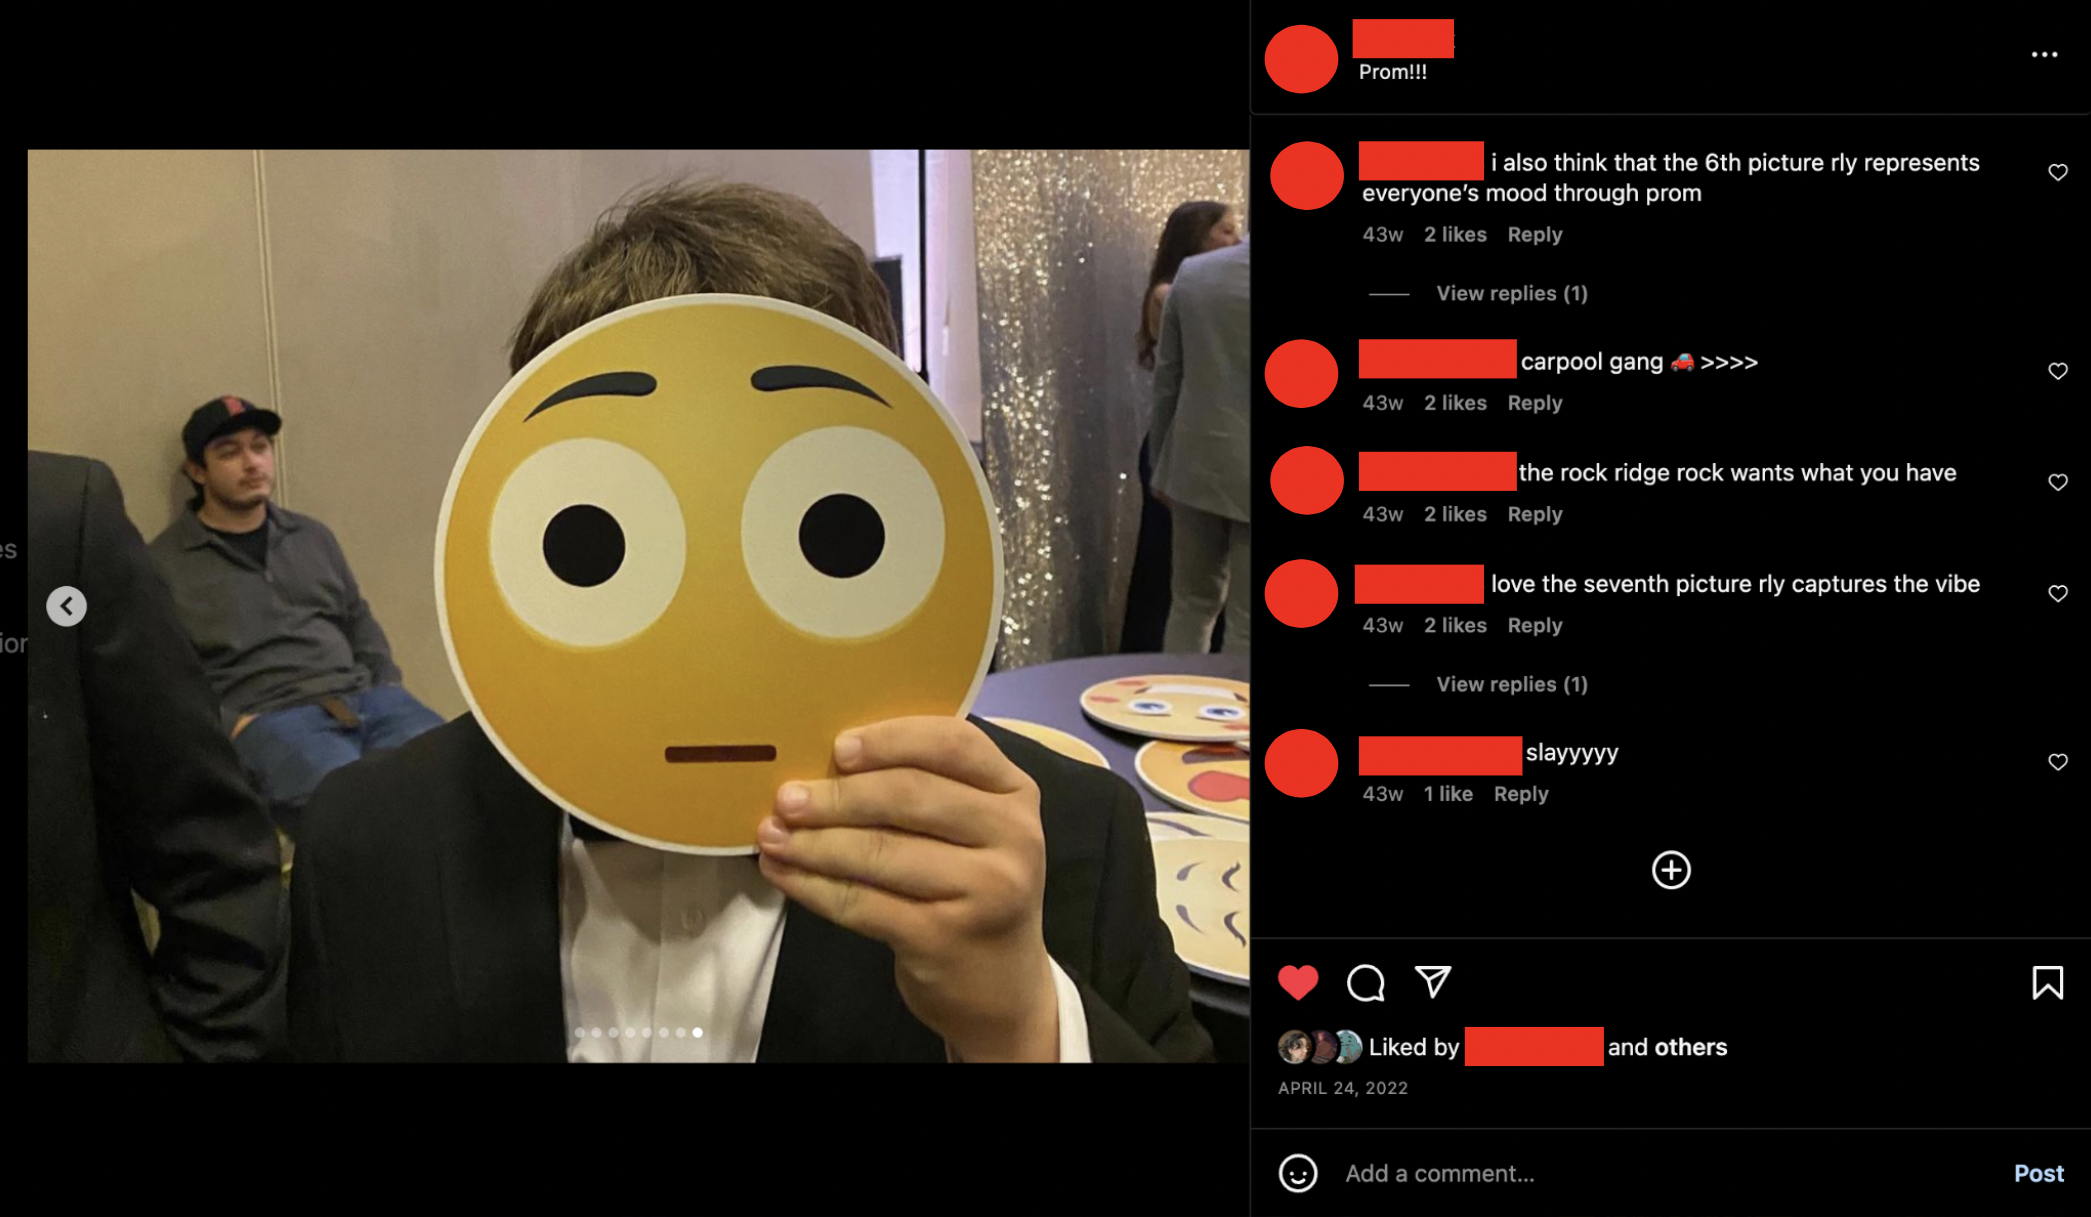 Prom!!!
i also think that the 6th picture rly represents
everyone's mood through prom
43w 2 likes Reply
View replies (1)
carpool gang 🚗 >>>>
43w 2 likes Reply
the rock ridge rock wants what you have
43w 2 likes Reply
love the seventh picture rly captures the vibe
43w 2 likes Reply
View replies (1)
slayyyyy
43w 1 like Reply
Liked by and others
APRIL 24, 2022
Add a comment... Post